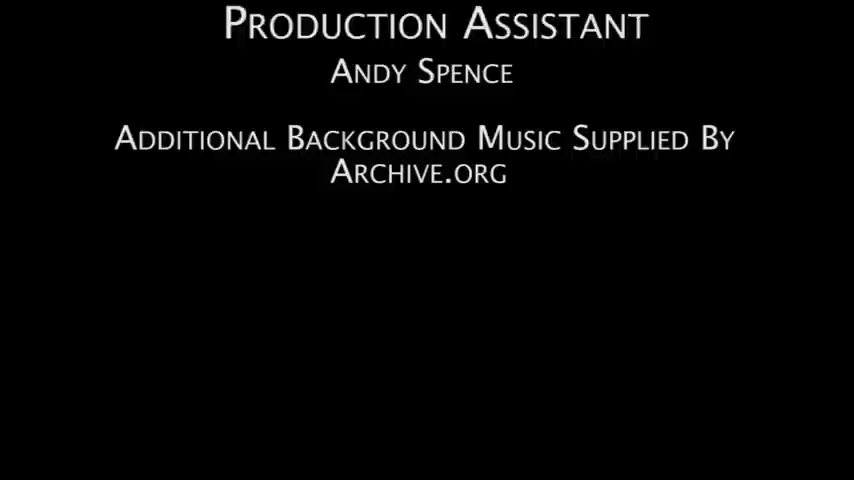 Production Assistant
Andy Spence
Additional Background Music Supplied By
Archive.org